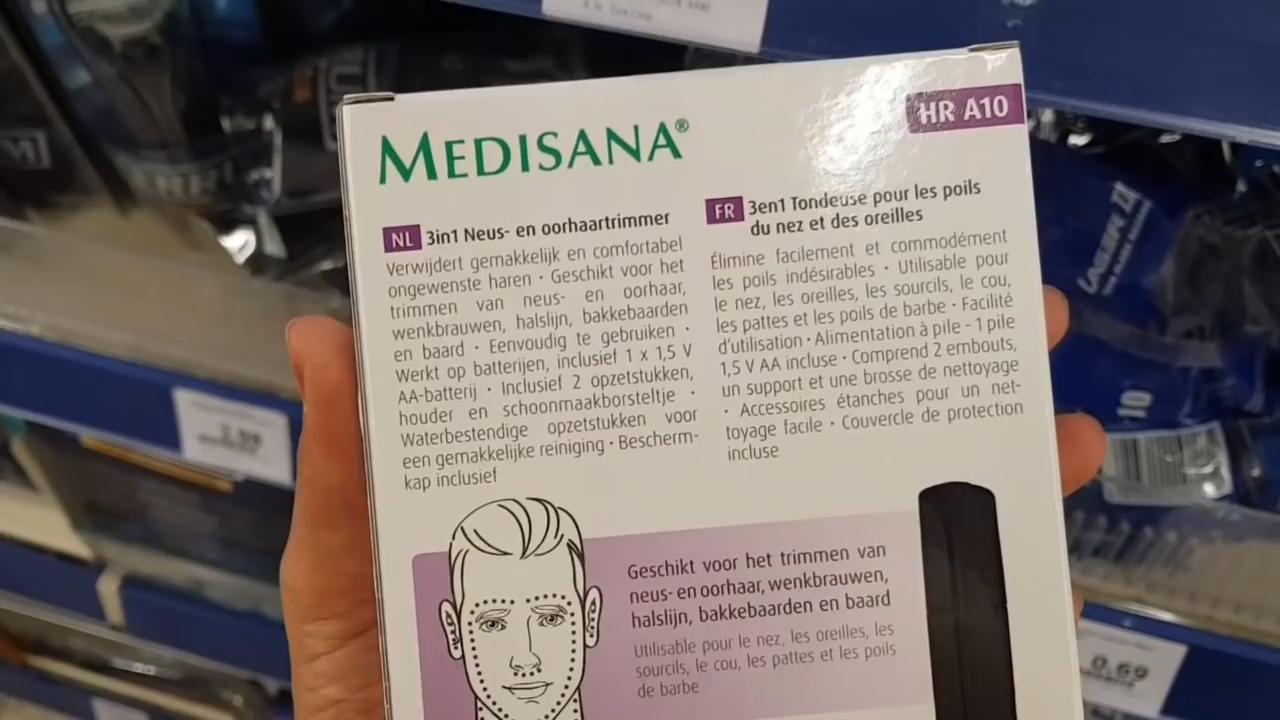 MEDISANA®
HR A10
NL 3in1 Neus- en oorhaartrimmer
Verwijdert gemakkelijk en comfortabel
ongewenste haren · Geschikt voor het
trimmen van neus- en oorhaar,
wenkbrauwen, halslijn, bakkebaarden
en baard · Eenvoudig te gebruiken ·
Werkt op batterijen, inclusief 1 x 1,5 V
AA-batterij · Inclusief 2 opzetstukken,
houder en schoonmaakborsteltje ·
Waterbestendige opzetstukken voor
een gemakkelijke reiniging · Bescherm-
kap inclusief
FR 3en1 Tondeuse pour les poils
du nez et des oreilles
Élimine facilement et commodément
les poils indésirables · Utilisable pour
le nez, les oreilles, les sourcils, le cou,
les pattes et les poils de barbe · Facilité
d'utilisation · Alimentation à pile - 1 pile
1,5 V AA incluse · Comprend 2 embouts,
un support et une brosse de nettoyage
· Accessoires étanches pour un net-
toyage facile · Couvercle de protection
incluse
Geschikt voor het trimmen van
neus- en oorhaar, wenkbrauwen,
halslijn, bakkebaarden en baard
Utilisable pour le nez, les oreilles, les
sourcils, le cou, les pattes et les poils
de barbe
10
0.69